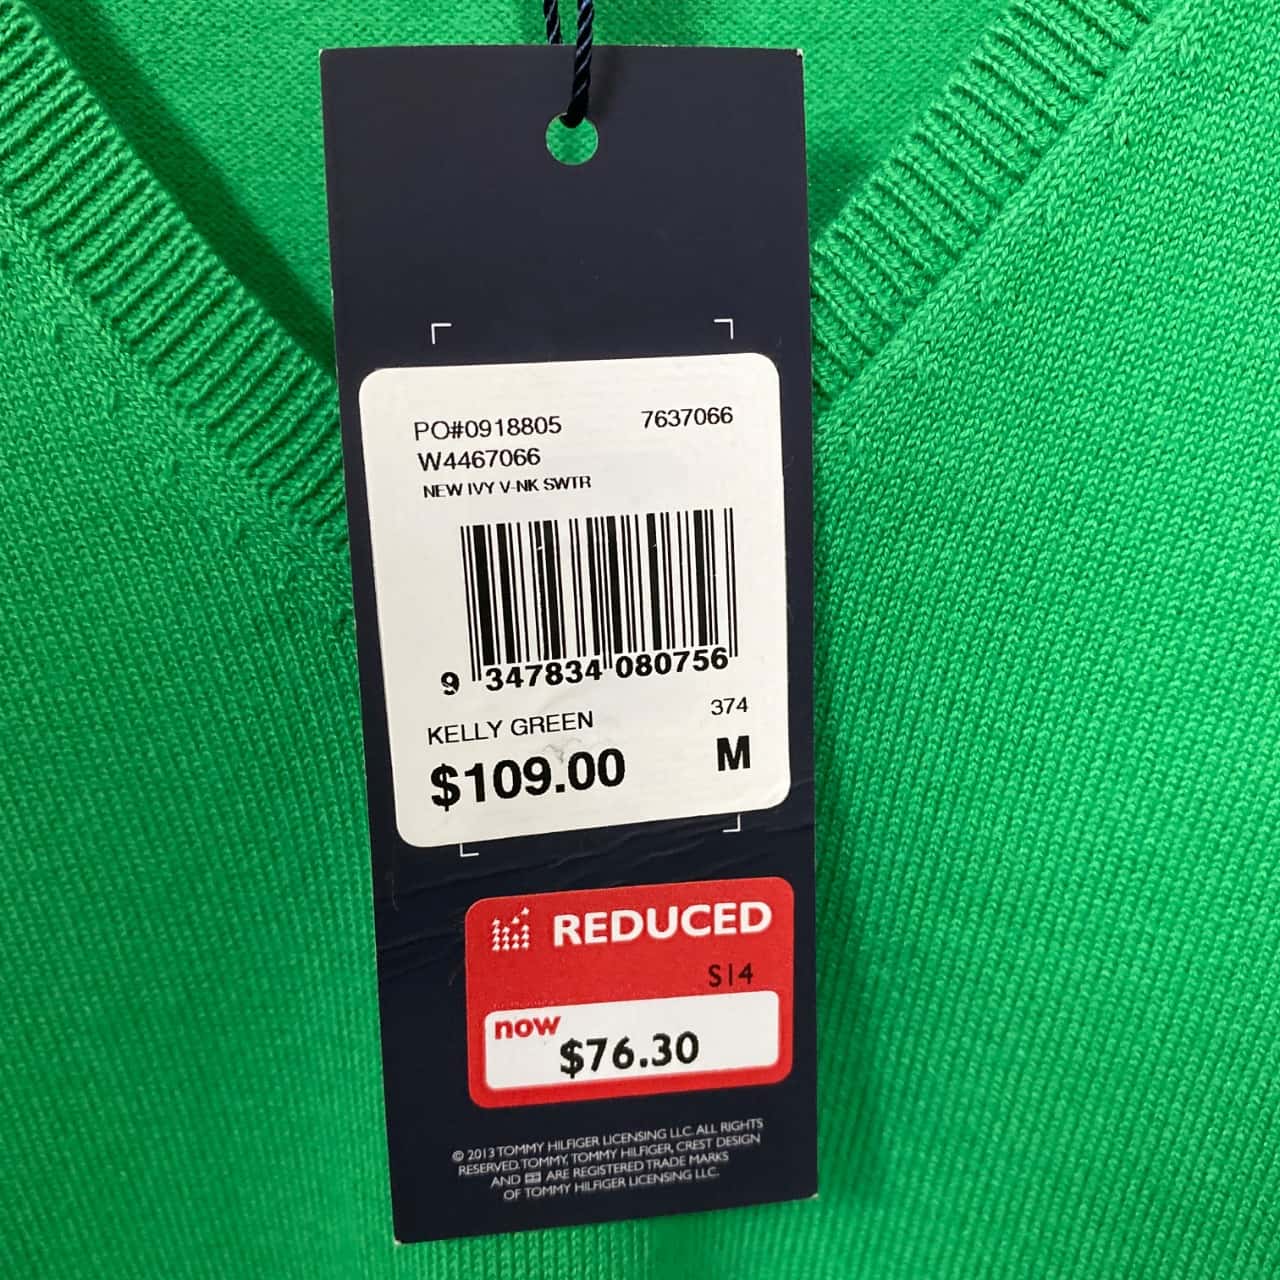 PO#0918805 7637066
W4467066
NEW IVY V-NK SWTR
9 347834 080756
KELLY GREEN 374
$109.00 M
REDUCED
S14
now
$76.30
© 2013 TOMMY HILFIGER LICENSING LLC. ALL RIGHTS
RESERVED. TOMMY, TOMMY HILFIGER, CREST DESIGN
AND ARE REGISTERED TRADE MARKS
OF TOMMY HILFIGER LICENSING LLC.